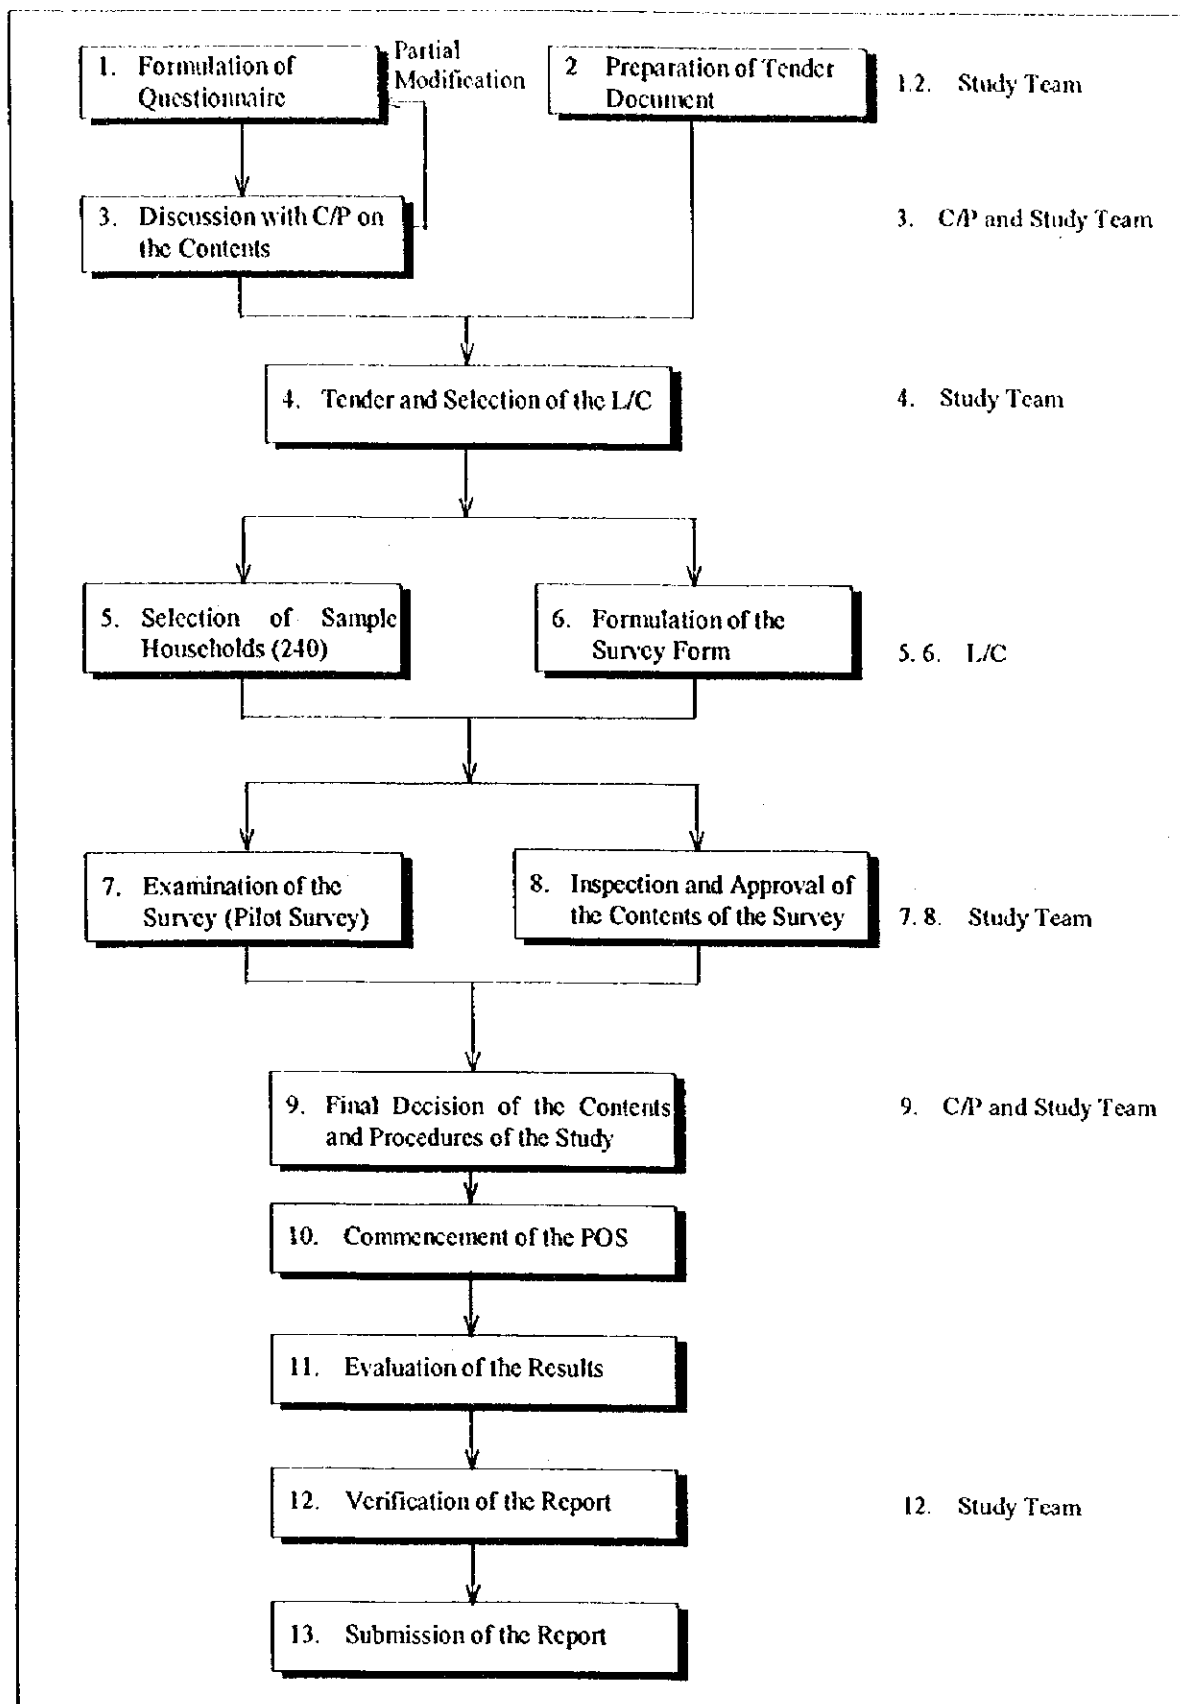 1. Formulation of
Questionnaire
Partial
Modification
2 Preparation of Tender
Document
1.2. Study Team
3. Discussion with C/P on
the Contents
3. C/P and Study Team
4. Tender and Selection of the L/C
4. Study Team
5. Selection of Sample
Households (240)
6. Formulation of the
Survey Form
5. 6. L/C
7. Examination of the
Survey (Pilot Survey)
8. Inspection and Approval of
the Contents of the Survey
7. 8. Study Team
9. Final Decision of the Contents
and Procedures of the Study
9. C/P and Study Team
10. Commencement of the POS
11. Evaluation of the Results
12. Verification of the Report
12. Study Team
13. Submission of the Report